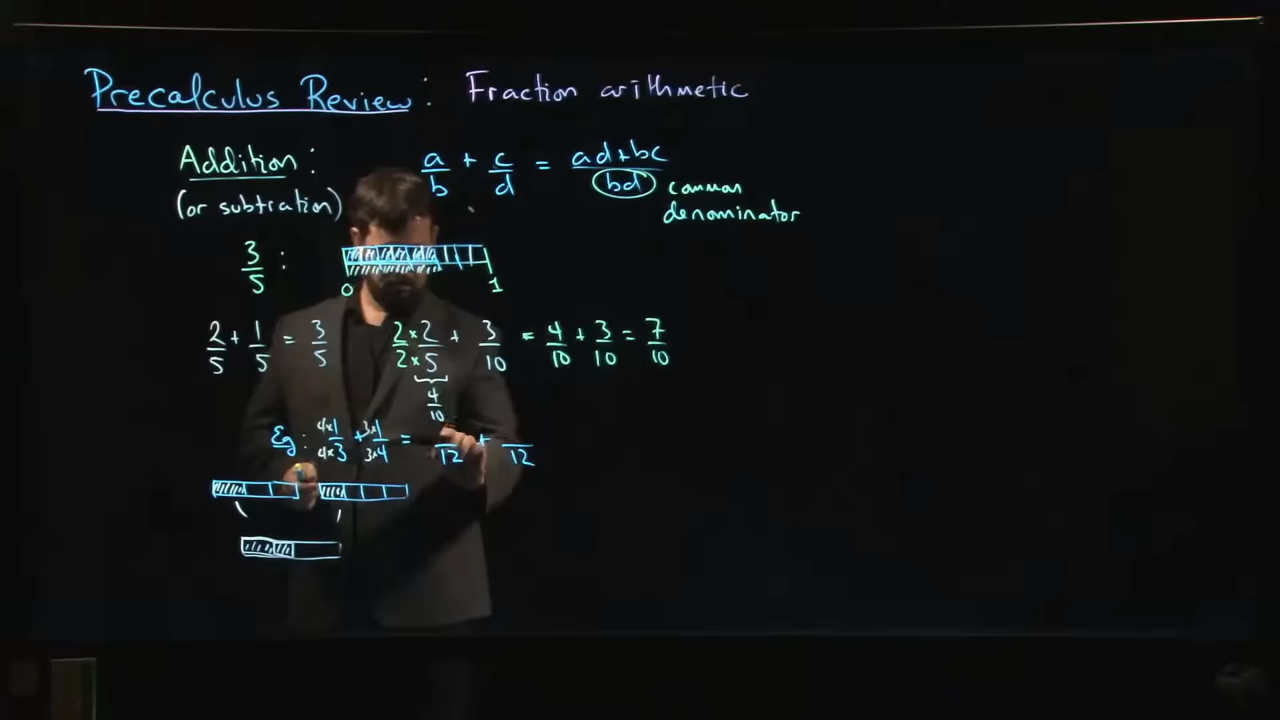 Precalculus Review: Fraction arithmetic
Addition: a/b + c/d = ad+bc/bd common
(or subtration) denominator
3/5 :
0 1
2/5 + 1/5 = 3/5 2×2/2×5 + 3/10 = 4/10 + 3/10 = 7/10
4/10
Eg: 4×1/4×3 + 3×1/3×4 = /12 + /12